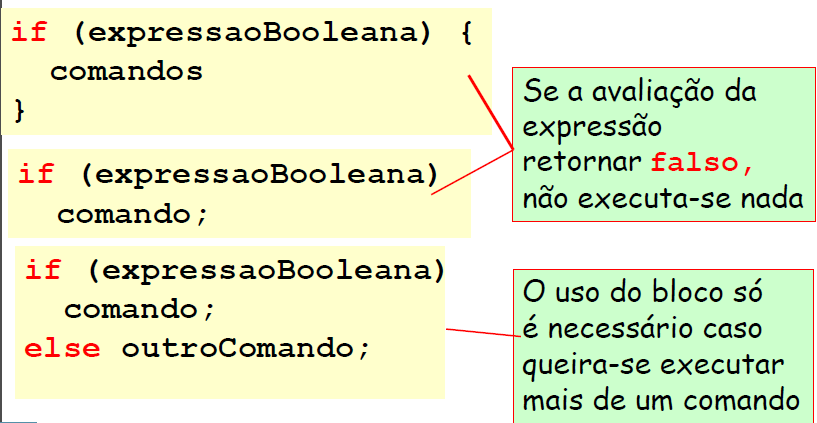 if (expressaoBooleana) {
comandos
}
if (expressaoBooleana)
comando;
if (expressaoBooleana)
comando;
else outroComando;
Se a avaliação da
expressão
retornar falso,
não executa-se nada
O uso do bloco só
é necessário caso
queira-se executar
mais de um comando